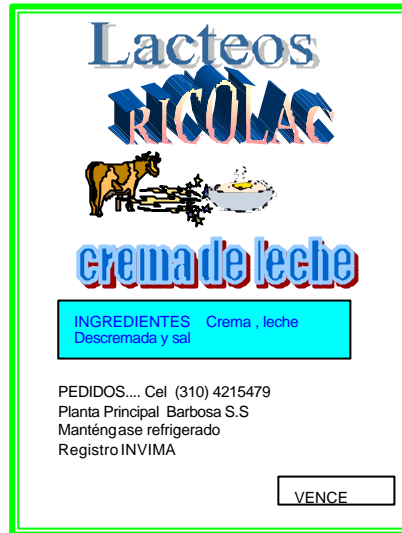 Lacteos
RICOLAC
crema de leche
INGREDIENTES Crema , leche
Descremada y sal
PEDIDOS.... Cel (310) 4215479
Planta Principal Barbosa S.S
Manténgase refrigerado
Registro INVIMA
VENCE